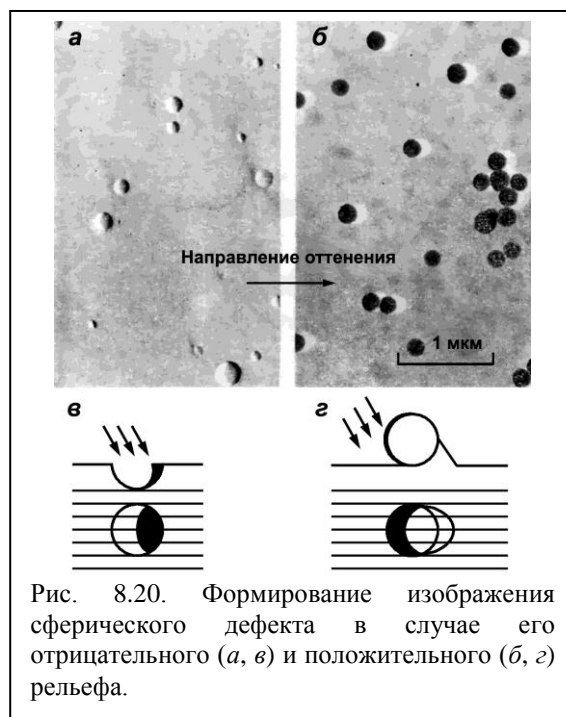 а
б
Направление оттенения
1 мкм
в
г
Рис. 8.20. Формирование изображения
сферического дефекта в случае его
отрицательного (а, в) и положительного (б, г)
рельефа.